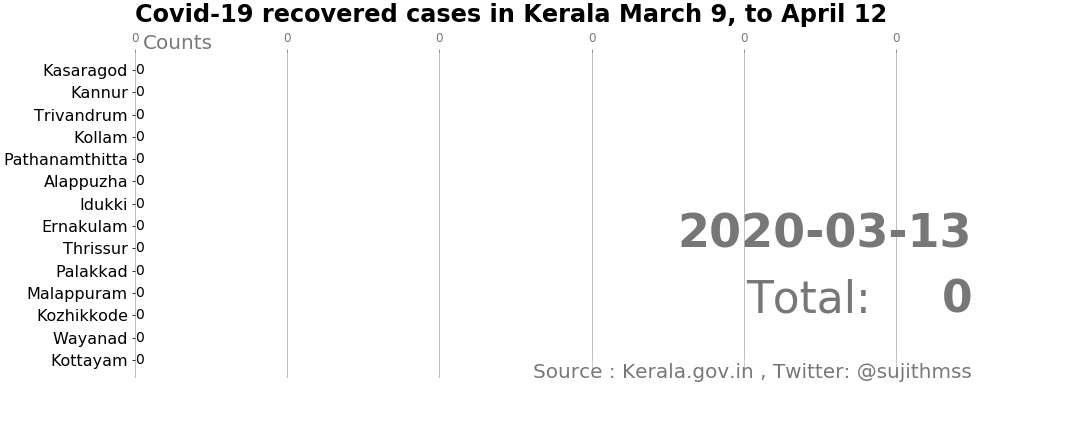 Covid-19 recovered cases in Kerala March 9, to April 12
0 0 0 0 0 0
Counts
Kasaragod 0
Kannur 0
Trivandrum 0
Kollam 0
Pathanamthitta 0
Alappuzha 0
Idukki 0
Ernakulam 0
Thrissur 0
Palakkad 0
Malappuram 0
Kozhikkode 0
Wayanad 0
Kottayam 0
2020-03-13
Total: 0
Source : Kerala.gov.in , Twitter: @sujithmss